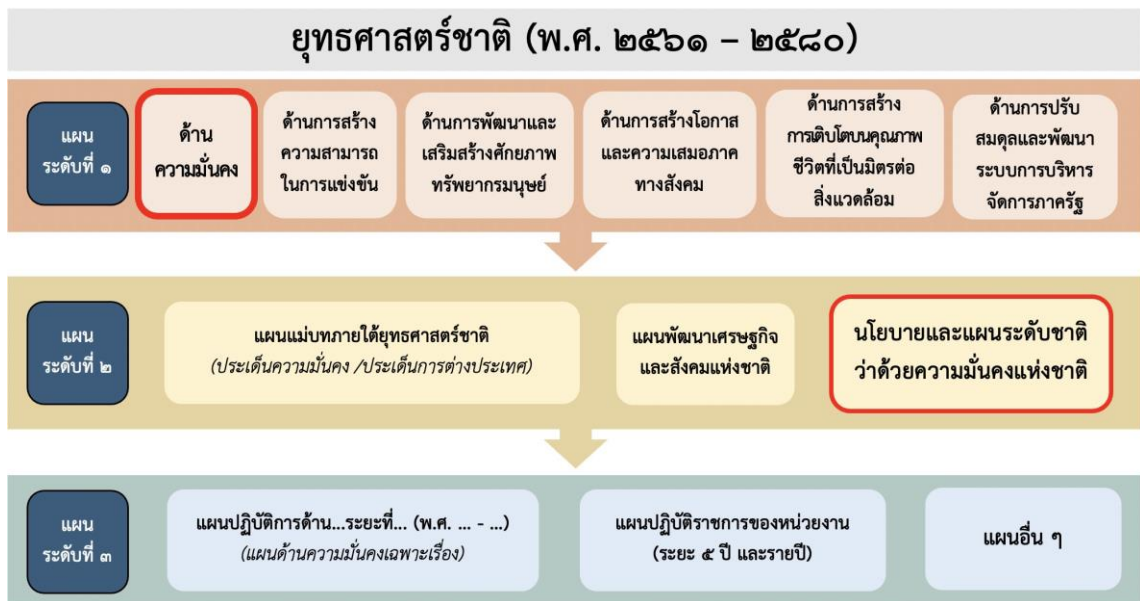 ยุทธศาสตร์ชาติ (พ.ศ. ๒๕๖๑ – ๒๕๘๐)
แผน
ระดับที่ ๑
ด้าน
ความมั่นคง
ด้านการสร้าง
ความสามารถ
ในการแข่งขัน
ด้านการพัฒนาและ
เสริมสร้างศักยภาพ
ทรัพยากรมนุษย์
ด้านการสร้างโอกาส
และความเสมอภาค
ทางสังคม
ด้านการสร้าง
การเติบโตบนคุณภาพ
ชีวิตที่เป็นมิตรต่อ
สิ่งแวดล้อม
ด้านการปรับ
สมดุลและพัฒนา
ระบบการบริหาร
จัดการภาครัฐ
แผน
ระดับที่ ๒
แผนแม่บทภายใต้ยุทธศาสตร์ชาติ
(ประเด็นความมั่นคง /ประเด็นการต่างประเทศ)
แผนพัฒนาเศรษฐกิจ
และสังคมแห่งชาติ
นโยบายและแผนระดับชาติ
ว่าด้วยความมั่นคงแห่งชาติ
แผน
ระดับที่ ๓
แผนปฏิบัติการด้าน...ระยะที่... (พ.ศ. ... - ...)
(แผนด้านความมั่นคงเฉพาะเรื่อง)
แผนปฏิบัติราชการของหน่วยงาน
(ระยะ ๕ ปี และรายปี)
แผนอื่น ๆ